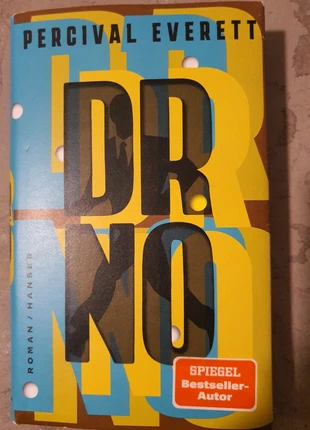 PERCIVAL EVERETT
DR
NO
ROMAN / HANSER
SPIEGEL
Bestseller-
Autor